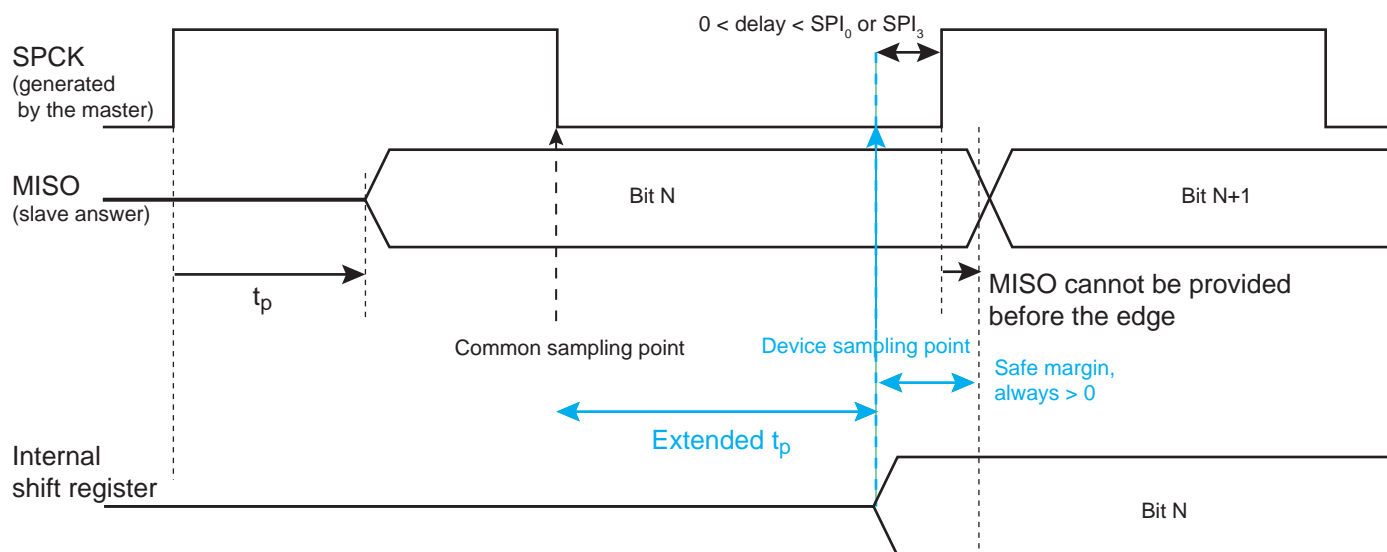 0 < delay < SPI₀ or SPI₃
SPCK
(generated
by the master)
MISO
(slave answer)
Bit N
Bit N+1
tₚ
MISO cannot be provided
before the edge
Common sampling point
Device sampling point
Safe margin,
always > 0
Extended tₚ
Internal
shift register
Bit N